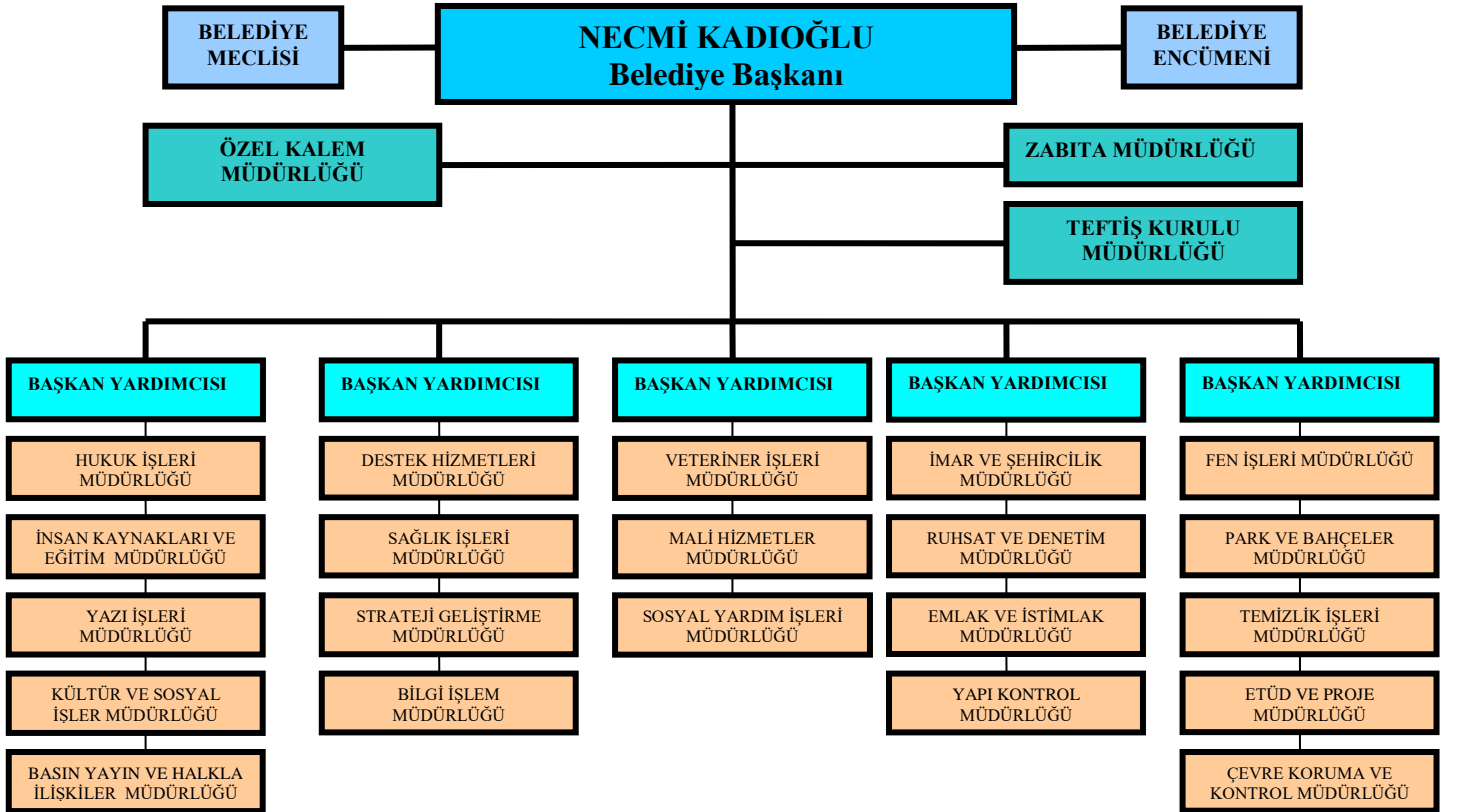 BELEDİYE
MECLİSİ
NECMİ KADIOĞLU
Belediye Başkanı
BELEDİYE
ENCÜMENİ
ÖZEL KALEM
MÜDÜRLÜĞÜ
ZABITA MÜDÜRLÜĞÜ
TEFTİŞ KURULU
MÜDÜRLÜĞÜ
BAŞKAN YARDIMCISI
HUKUK İŞLERİ
MÜDÜRLÜĞÜ
İNSAN KAYNAKLARI VE
EĞİTİM MÜDÜRLÜĞÜ
YAZI İŞLERİ
MÜDÜRLÜĞÜ
KÜLTÜR VE SOSYAL
İŞLER MÜDÜRLÜĞÜ
BASIN YAYIN VE HALKLA
İLİŞKİLER MÜDÜRLÜĞÜ
BAŞKAN YARDIMCISI
DESTEK HİZMETLERİ
MÜDÜRLÜĞÜ
SAĞLIK İŞLERİ
MÜDÜRLÜĞÜ
STRATEJİ GELİŞTİRME
MÜDÜRLÜĞÜ
BİLGİ İŞLEM
MÜDÜRLÜĞÜ
BAŞKAN YARDIMCISI
VETERİNER İŞLERİ
MÜDÜRLÜĞÜ
MALİ HİZMETLER
MÜDÜRLÜĞÜ
SOSYAL YARDIM İŞLERİ
MÜDÜRLÜĞÜ
BAŞKAN YARDIMCISI
İMAR VE ŞEHİRCİLİK
MÜDÜRLÜĞÜ
RUHSAT VE DENETİM
MÜDÜRLÜĞÜ
EMLAK VE İSTİMLAK
MÜDÜRLÜĞÜ
YAPI KONTROL
MÜDÜRLÜĞÜ
BAŞKAN YARDIMCISI
FEN İŞLERİ MÜDÜRLÜĞÜ
PARK VE BAHÇELER
MÜDÜRLÜĞÜ
TEMİZLİK İŞLERİ
MÜDÜRLÜĞÜ
ETÜD VE PROJE
MÜDÜRLÜĞÜ
ÇEVRE KORUMA VE
KONTROL MÜDÜRLÜĞÜ